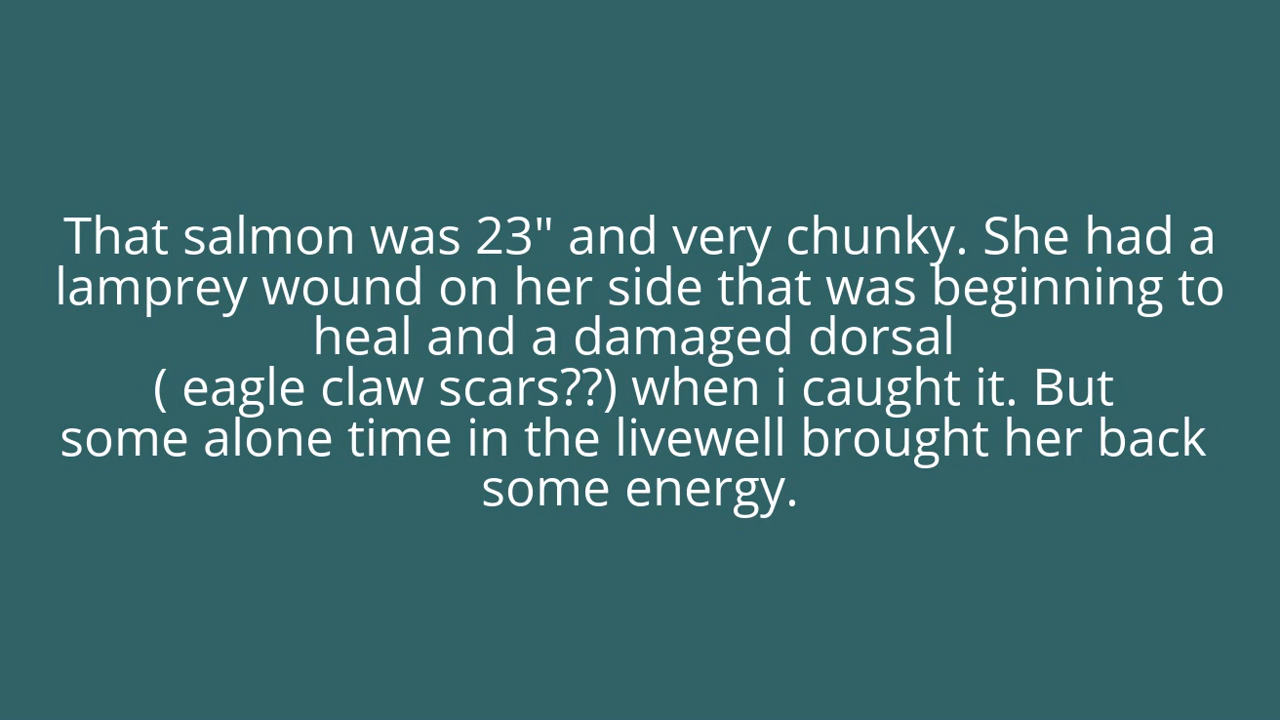 That salmon was 23" and very chunky. She had a
lamprey wound on her side that was beginning to
heal and a damaged dorsal
( eagle claw scars??) when i caught it. But
some alone time in the livewell brought her back
some energy.